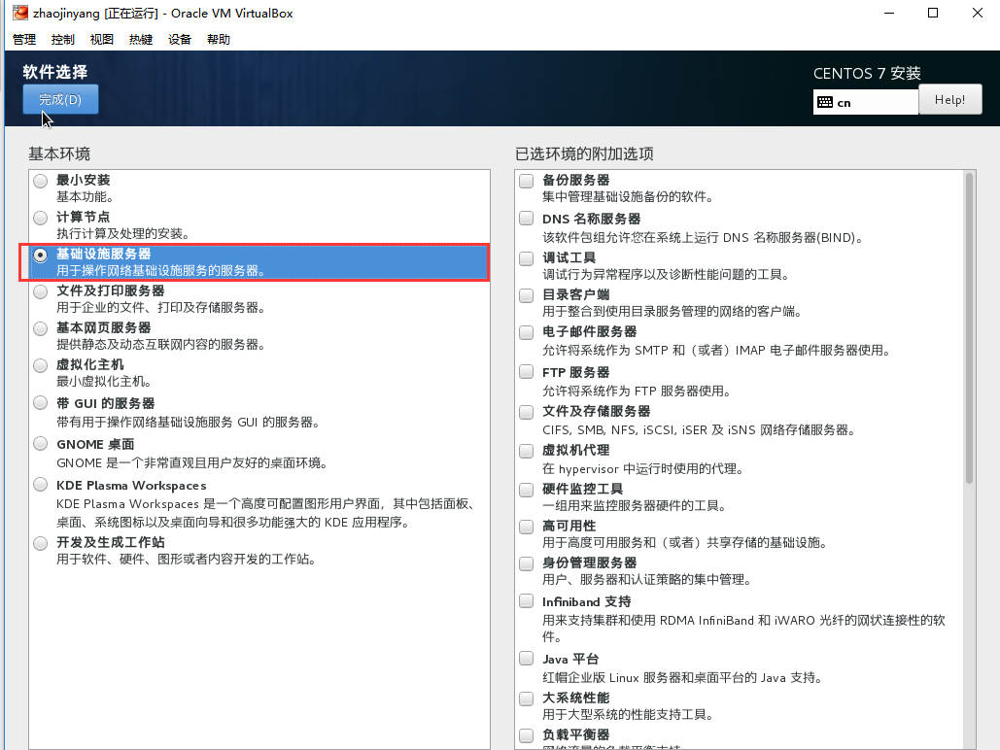 zhaojinyang [正在运行] - Oracle VM VirtualBox
管理 控制 视图 热键 设备 帮助
软件选择
CENTOS 7 安装
完成(D)
cn
Help!
基本环境
最小安装
基本功能。
计算节点
执行计算及处理的安装。
基础设施服务器
用于操作网络基础设施服务的服务器。
文件及打印服务器
用于企业的文件、打印及存储服务器。
基本网页服务器
提供静态及动态互联网内容的服务器。
虚拟化主机
最小虚拟化主机。
带 GUI 的服务器
带有用于操作网络基础设施服务 GUI 的服务器。
GNOME 桌面
GNOME 是一个非常直观且用户友好的桌面环境。
KDE Plasma Workspaces
KDE Plasma Workspaces 是一个高度可配置图形用户界面，其中包括面板、
桌面、系统图标以及桌面向导和很多功能强大的 KDE 应用程序。
开发及生成工作站
用于软件、硬件、图形或者内容开发的工作站。
已选环境的附加选项
备份服务器
集中管理基础设施备份的软件。
DNS 名称服务器
该软件包组允许您在系统上运行 DNS 名称服务器(BIND)。
调试工具
调试行为异常程序以及诊断性能问题的工具。
目录客户端
用于整合到使用目录服务管理的网络的客户端。
电子邮件服务器
允许将系统作为 SMTP 和（或者）IMAP 电子邮件服务器使用。
FTP 服务器
允许将系统作为 FTP 服务器使用。
文件及存储服务器
CIFS, SMB, NFS, iSCSI, iSER 及 iSNS 网络存储服务器。
虚拟机代理
在 hypervisor 中运行时使用的代理。
硬件监控工具
一组用来监控服务器硬件的工具。
高可用性
用于高度可用服务和（或者）共享存储的基础设施。
身份管理服务器
用户、服务器和认证策略的集中管理。
Infiniband 支持
用来支持集群和使用 RDMA InfiniBand 和 iWARO 光纤的网状连接性的软
件。
Java 平台
红帽企业版 Linux 服务器和桌面平台的 Java 支持。
大系统性能
用于大型系统的性能支持工具。
负载平衡器